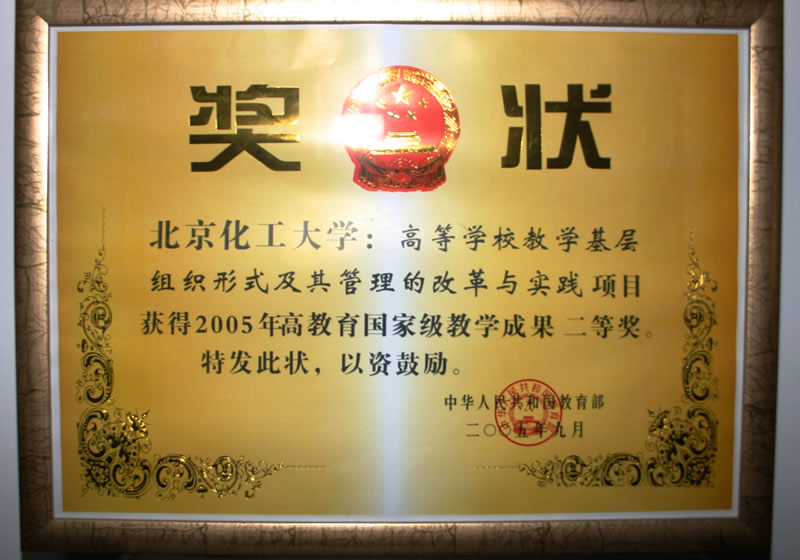 奖状
北京化工大学：高等学校教学基层
组织形式及其管理的改革与实践项目
获得2005年高教育国家级教学成果 二等奖。
特发此状，以资鼓励。
中华人民共和国教育部
二〇〇五年九月